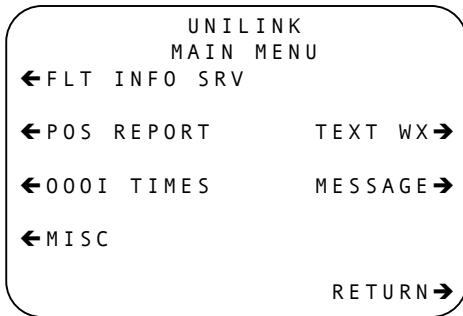 UNILINK
MAIN MENU
←FLT INFO SRV
←POS REPORT TEXT WX→
←OOOI TIMES MESSAGE→
←MISC
RETURN→